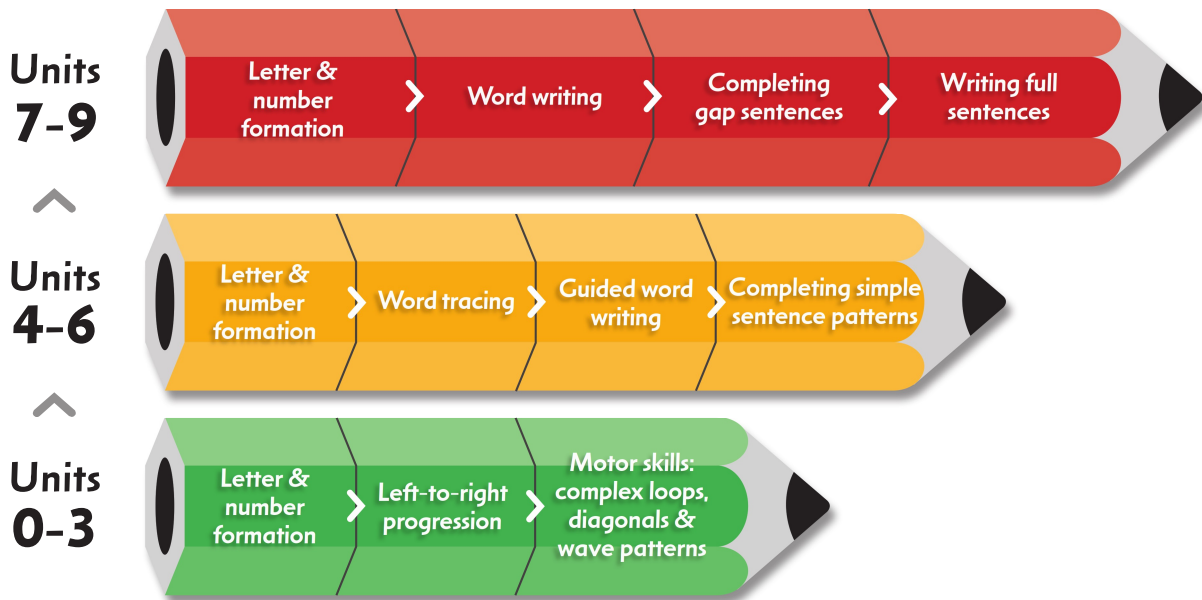 Units
7-9
Letter &
number
formation
Word writing
Completing
gap sentences
Writing full
sentences
Units
4-6
Letter &
number
formation
Word tracing
Guided word
writing
Completing simple
sentence patterns
Units
0-3
Letter &
number
formation
Left-to-right
progression
Motor skills:
complex loops,
diagonals &
wave patterns